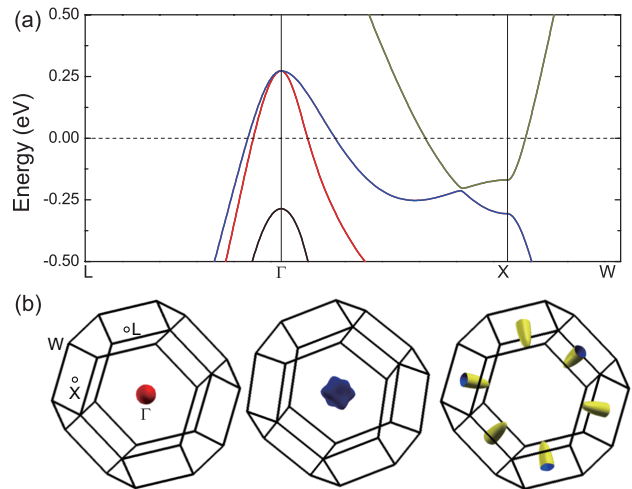 (a)
0.50
0.25
0.00
-0.25
-0.50
Energy (eV)
L Γ X W
(b)
W
L
X
Γ